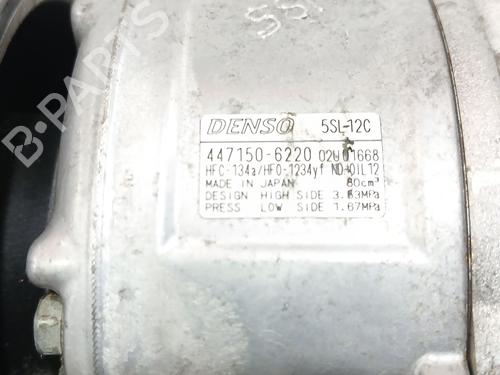 SSI
DENSO 5SL-12C
447150-6220
HFC-134a/HFO-1234yf ND-OIL12
MADE IN JAPAN 80cm³
DESIGN HIGH SIDE 3.63MPa
PRESS LOW SIDE 1.67MPa
B-Parts